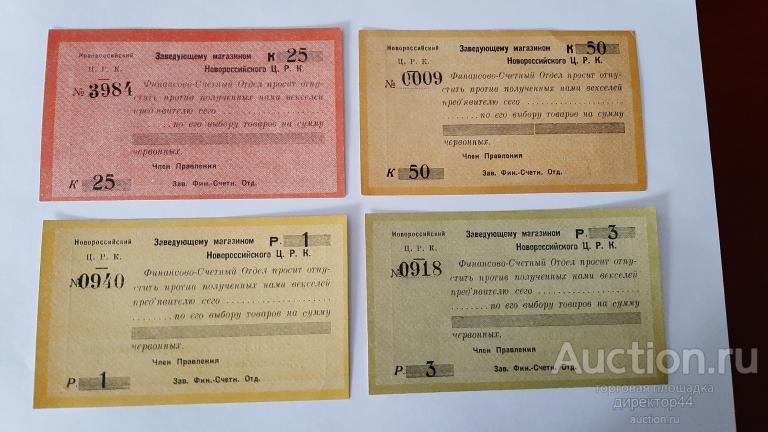 Новороссийский Заведующему магазином К 25
Ц. Р. К. Новороссийского Ц. Р. К.
№ 3984 Финансово-Счетный Отдел просит отпу-
стить против полученных нами векселей
пред'явителю сего
по его выбору товаров на сумму
червонных.
Член Правления
К 25 Зав. Фин.-Счетн. Отд.
Новороссийский Заведующему магазином К 50
Ц. Р. К. Новороссийского Ц. Р. К.
№ 0009 Финансово-Счетный Отдел просит отпу-
стить против полученных нами векселей
пред'явителю сего
по его выбору товаров на сумму
червонных.
Член Правления
К 50 Зав. Фин.-Счетн. Отд.
Новороссийский Заведующему магазином Р. 1
Ц. Р. К. Новороссийского Ц. Р. К.
№ 0940 Финансово-Счетный Отдел просит отпу-
стить против полученных нами векселей
пред'явителю сего
по его выбору товаров на сумму
червонных.
Член Правления
Р. 1 Зав. Фин.-Счетн. Отд.
Новороссийский Заведующему магазином Р. 3
Ц. Р. К. Новороссийского Ц. Р. К.
№ 0918 Финансово-Счетный Отдел просит отпу-
стить против полученных нами векселей
пред'явителю сего
по его выбору товаров на сумму
червонных.
Член Правления
Р. 3 Зав. Фин.-Счетн. Отд.
Auction.ru
торговая площадка
директор44
auction.ru